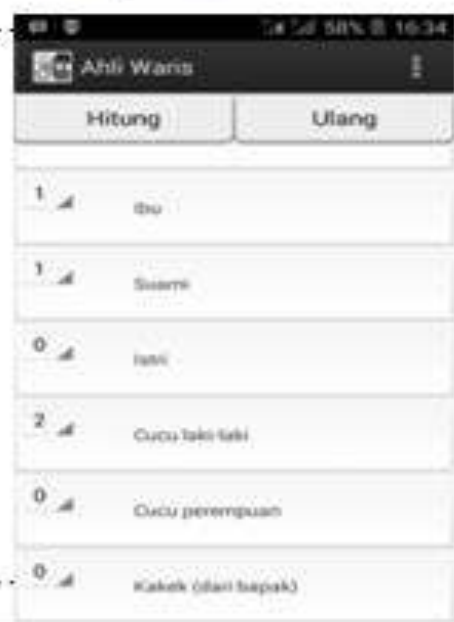 58% 16:34
Ahli Waris
Hitung Ulang
1 Ibu
1 Suami
0 Istri
2 Cucu laki-laki
0 Cucu perempuan
0 Kakek (dari bapak)